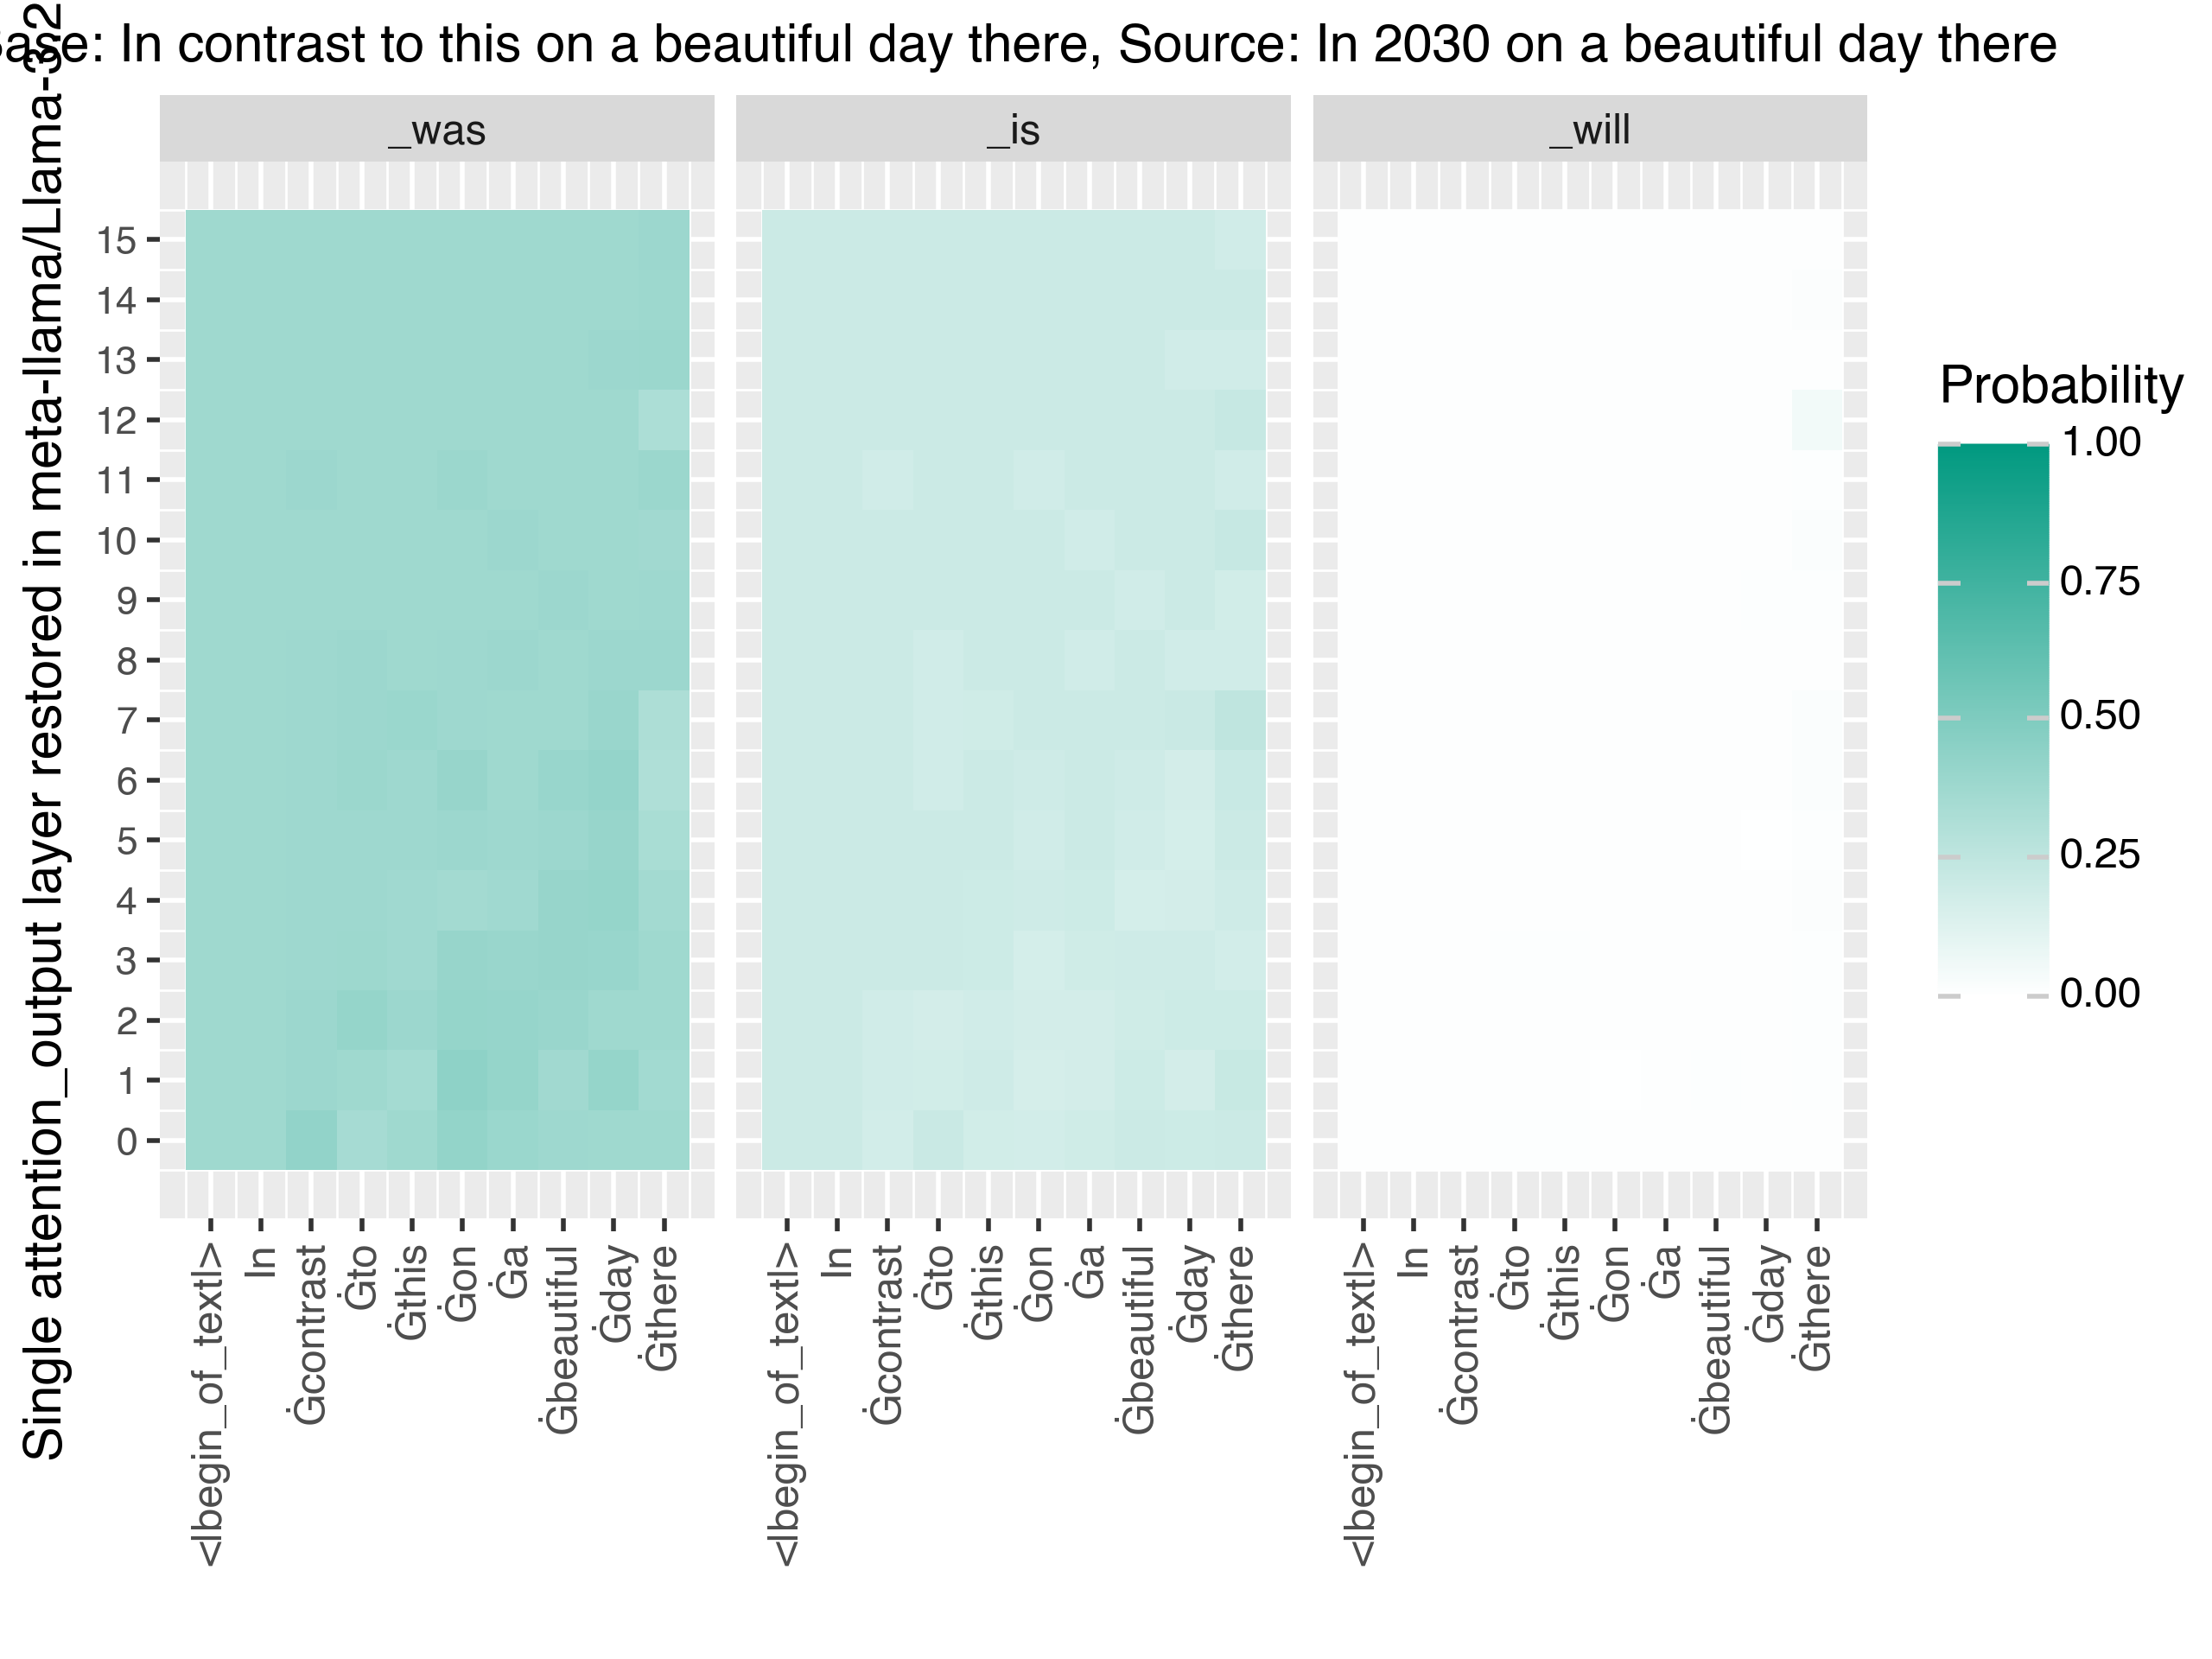 Base: In contrast to this on a beautiful day there, Source: In 2030 on a beautiful day there
Single attention_output layer restored in meta-llama/Llama-3.2
_was
_is
_will
15
14
13
12
11
10
9
8
7
6
5
4
3
2
1
0
<|begin_of_text|>
In
Ġcontrast
Ġto
Ġthis
Ġon
Ġa
Ġbeautiful
Ġday
Ġthere
<|begin_of_text|>
In
Ġcontrast
Ġto
Ġthis
Ġon
Ġa
Ġbeautiful
Ġday
Ġthere
<|begin_of_text|>
In
Ġcontrast
Ġto
Ġthis
Ġon
Ġa
Ġbeautiful
Ġday
Ġthere
Probability
1.00
0.75
0.50
0.25
0.00